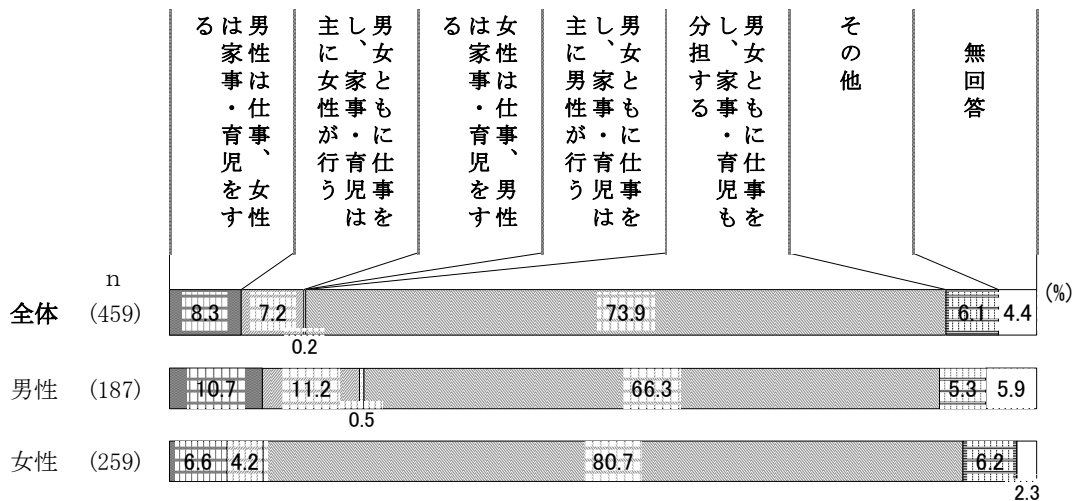 男性は仕事、女性
は家事・育児をす
る
男女ともに仕事を
し、家事・育児は
主に女性が行う
女性は仕事、男性
は家事・育児をす
る
男女ともに仕事を
し、家事・育児は
主に男性が行う
男女ともに仕事を
し、家事・育児も
分担する
その他
無回答
n
(%)
全体 (459) 8.3 7.2 73.9 6.1 4.4
0.2
男性 (187) 10.7 11.2 66.3 5.3 5.9
0.5
女性 (259) 6.6 4.2 80.7 6.2
2.3